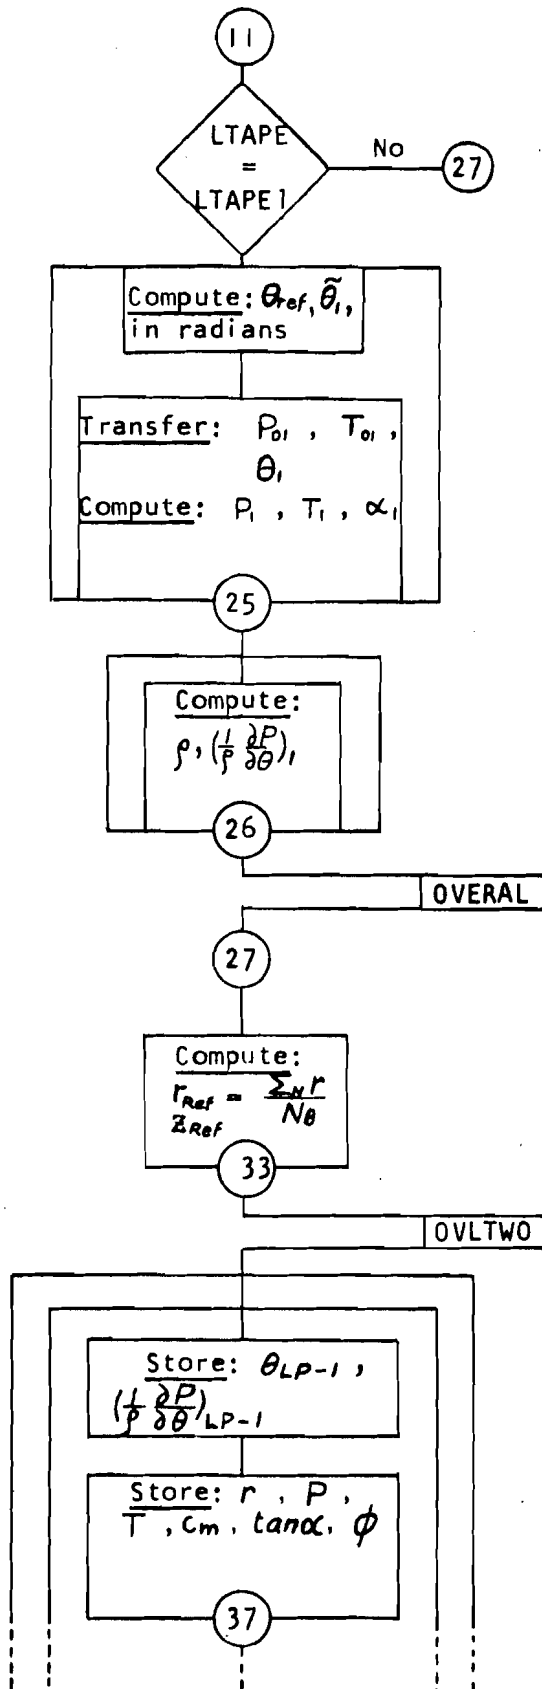 11
LTAPE
=
LTAPE1
No
27
Compute: θref, θ̃₁,
in radians
Transfer: P₀₁ , T₀₁ ,
θ₁
Compute: P₁ , T₁ , α₁
25
Compute:
ρ, (1/ρ ∂P/∂θ)₁
26
OVERAL
27
Compute:
rRef = ΣN r / Nθ
zRef
33
OVLTWO
Store: θLP-1 ,
(1/ρ ∂P/∂θ)LP-1
Store: r , P ,
T , cm , tanα, ϕ
37